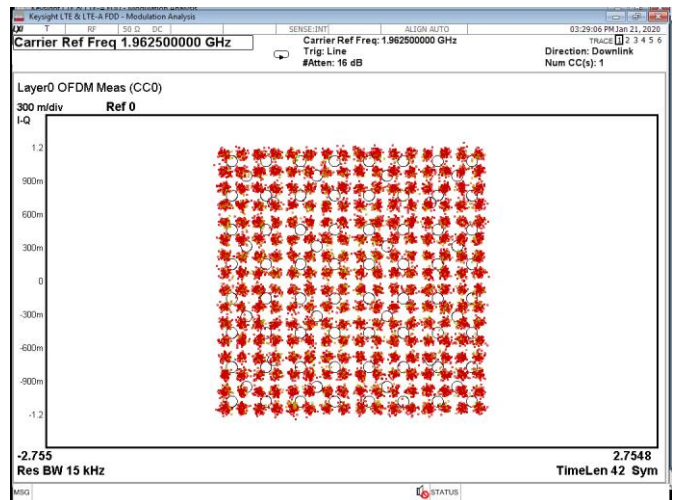 Keysight LTE & LTE-A FDD - Modulation Analysis
LXI T RF 50 Ω DC SENSE:INT ALIGN AUTO 03:29:06 PM Jan 21, 2020
Carrier Ref Freq 1.962500000 GHz
Carrier Ref Freq: 1.962500000 GHz
Trig: Line
#Atten: 16 dB
TRACE 1 2 3 4 5 6
Direction: Downlink
Num CC(s): 1
Layer0 OFDM Meas (CC0)
300 m/div Ref 0
I-Q
1.2
900m
600m
300m
0
-300m
-600m
-900m
-1.2
-2.755 2.7548
Res BW 15 kHz TimeLen 42 Sym
MSG STATUS